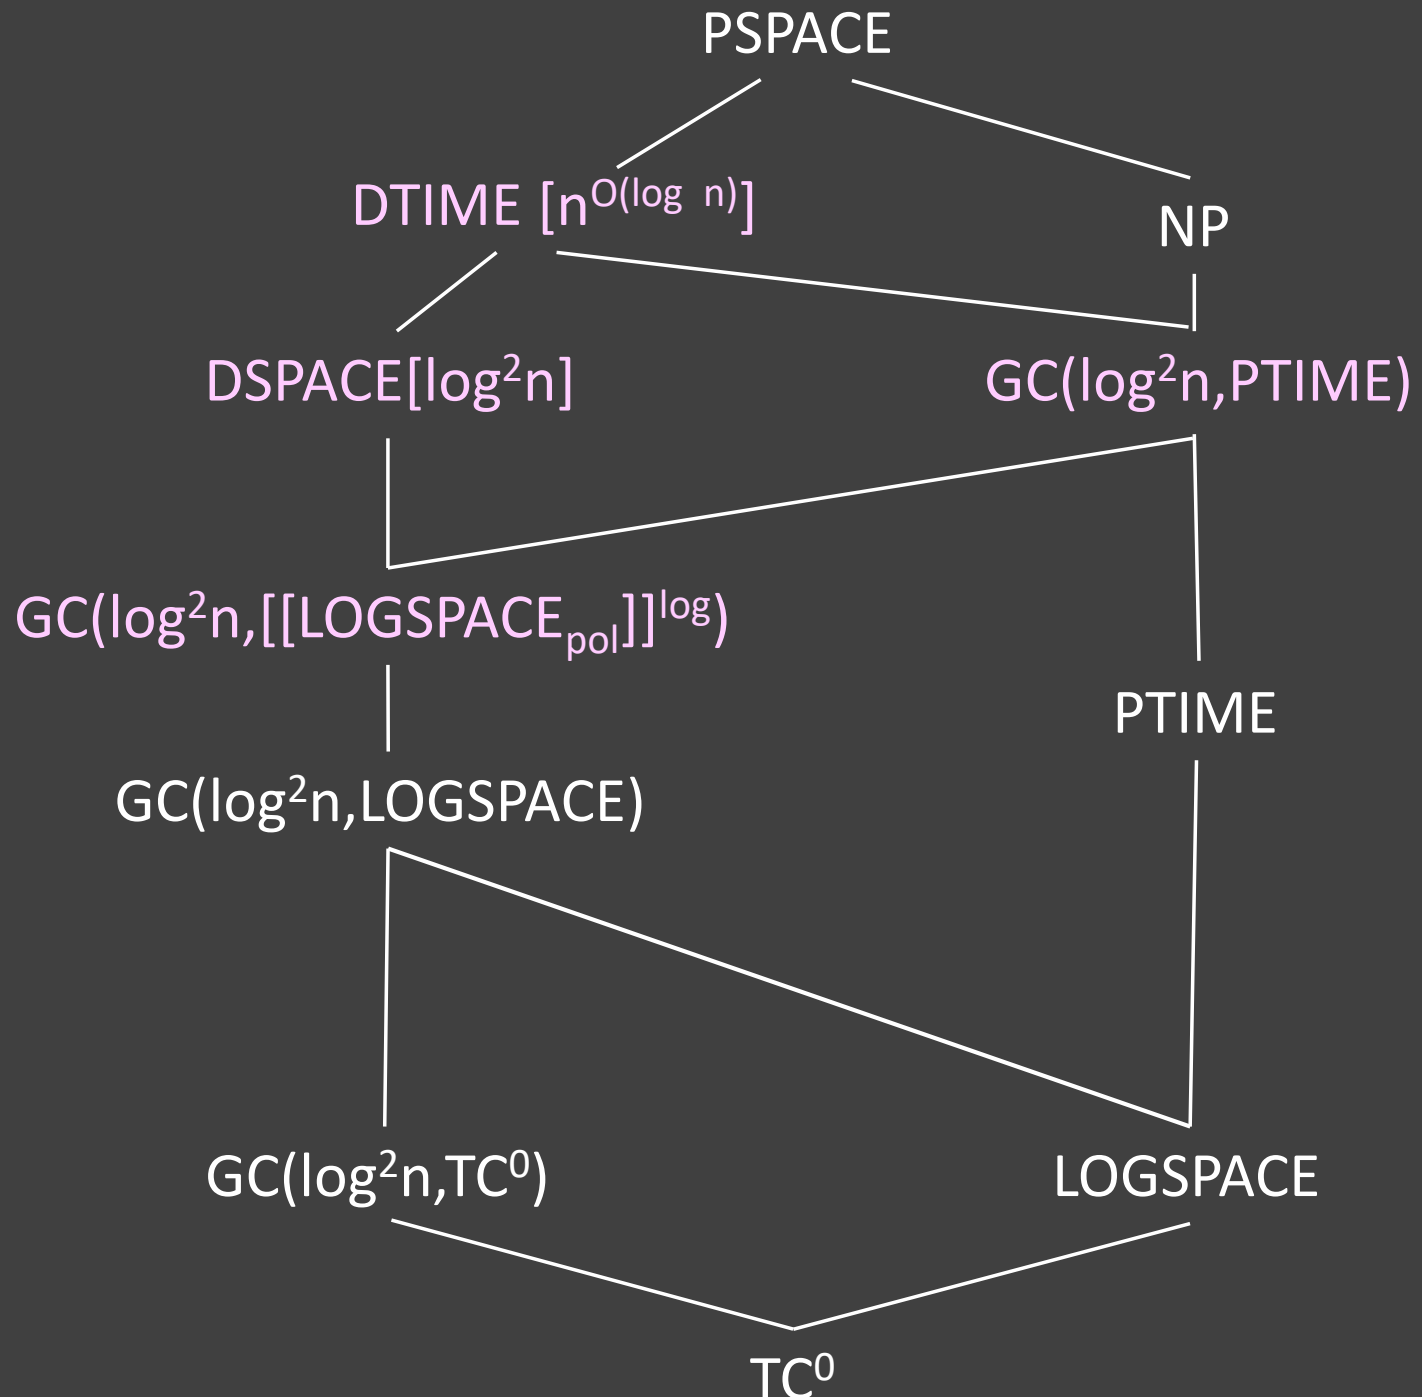 PSPACE
DTIME [n^O(log n)]
NP
DSPACE[log²n]
GC(log²n,PTIME)
GC(log²n,[[LOGSPACE_pol]]^log)
PTIME
GC(log²n,LOGSPACE)
GC(log²n,TC⁰)
LOGSPACE
TC⁰